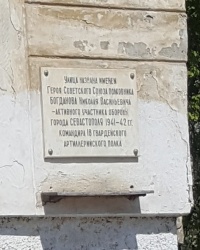 Улица названа именем
Героя Советского Союза полковника
Богданова Николая Васильевича
-активного участника обороны
города Севастополя 1941-42 гг.
командира 18 гвардейского
артиллерийского полка